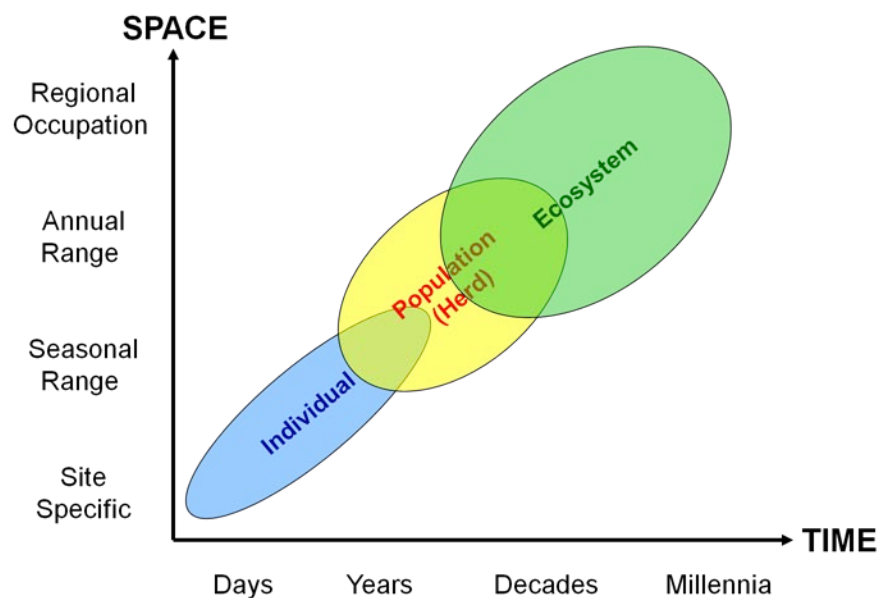 SPACE
Regional
Occupation
Annual
Range
Seasonal
Range
Site
Specific
Ecosystem
Population
(Herd)
Individual
TIME
Days
Years
Decades
Millennia